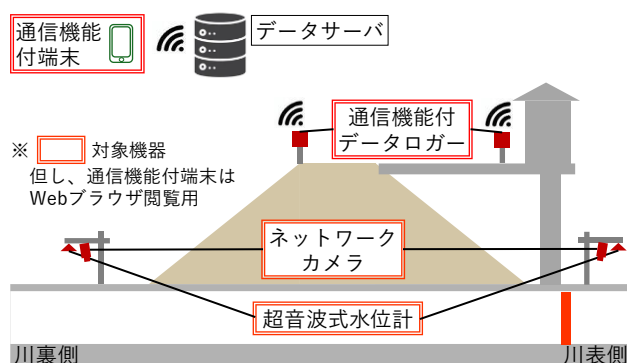 通信機能
付端末
データサーバ
通信機能付
データロガー
※ 対象機器
但し、通信機能付端末は
Webブラウザ閲覧用
ネットワーク
カメラ
超音波式水位計
川裏側
川表側